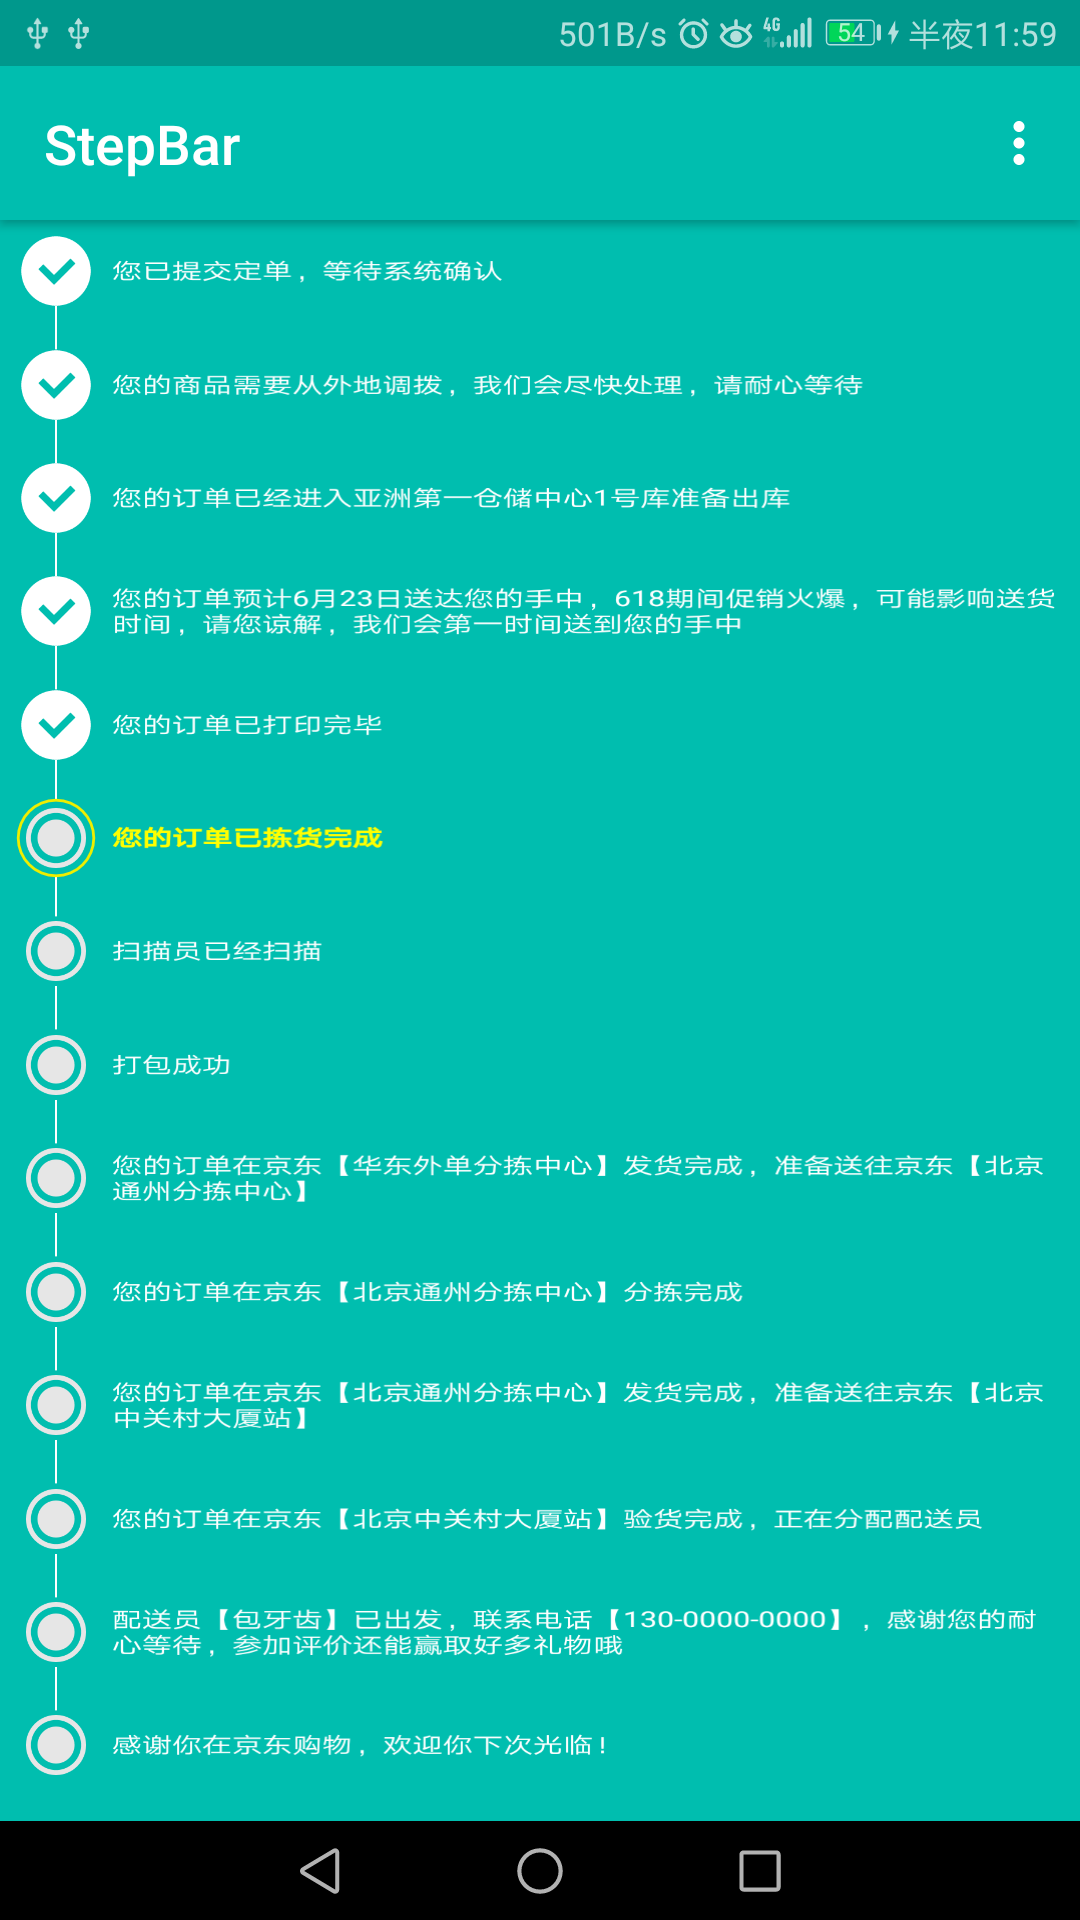 501B/s 4G 54 半夜11:59
StepBar
您已提交定单，等待系统确认
您的商品需要从外地调拨，我们会尽快处理，请耐心等待
您的订单已经进入亚洲第一仓储中心1号库准备出库
您的订单预计6月23日送达您的手中，618期间促销火爆，可能影响送货
时间，请您谅解，我们会第一时间送到您的手中
您的订单已打印完毕
您的订单已拣货完成
扫描员已经扫描
打包成功
您的订单在京东【华东外单分拣中心】发货完成，准备送往京东【北京
通州分拣中心】
您的订单在京东【北京通州分拣中心】分拣完成
您的订单在京东【北京通州分拣中心】发货完成，准备送往京东【北京
中关村大厦站】
您的订单在京东【北京中关村大厦站】验货完成，正在分配配送员
配送员【包牙齿】已出发，联系电话【130-0000-0000】，感谢您的耐
心等待，参加评价还能赢取好多礼物哦
感谢你在京东购物，欢迎你下次光临！